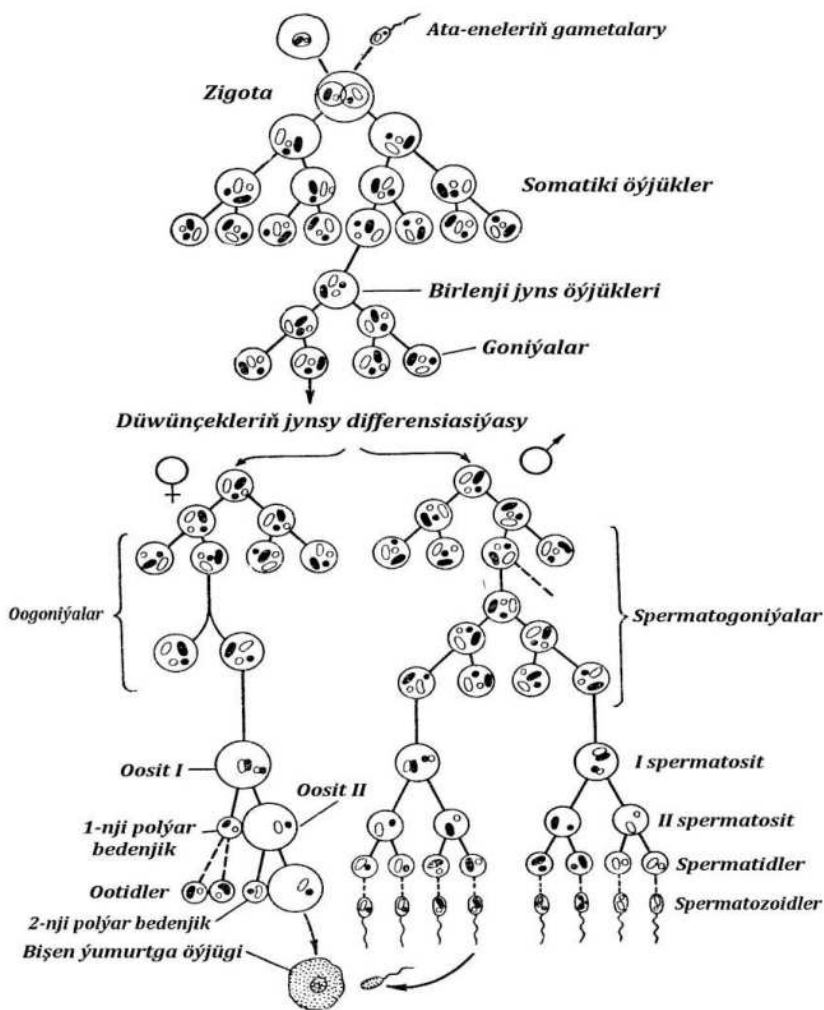 Ata-eneleriň gametalary
Zigota
Somatiki öýjükler
Birlenji jyns öýjükleri
Goniýalar
Düwünçekleriň jynsy differensiasiýasy
Oogoniýalar
Spermatogoniýalar
Oosit I
I spermatosit
Oosit II
1-nji polýar
bedenjik
II spermatosit
Spermatidler
Ootidler
Spermatozoidler
2-nji polýar bedenjik
Bişen ýumurtga öýjügi